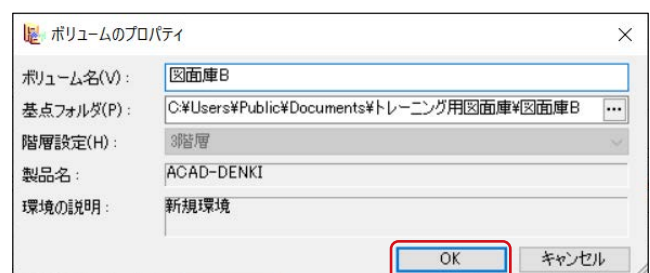 ボリュームのプロパティ
ボリューム名(V):
図面庫B
基点フォルダ(P):
C:¥Users¥Public¥Documents¥トレーニング用図面庫¥図面庫B
...
階層設定(H):
3階層
製品名:
ACAD-DENKI
環境の説明:
新規環境
OK
キャンセル